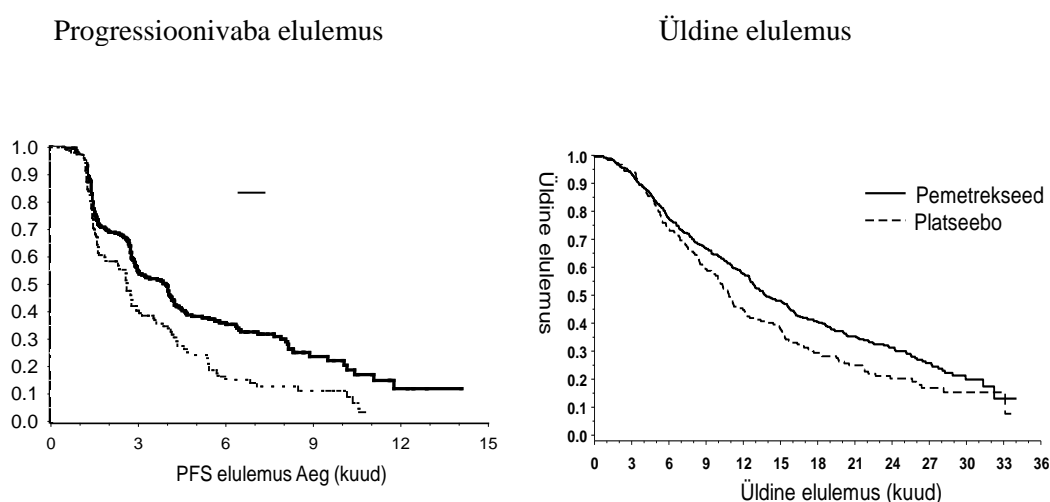 Progressioonivaba elulemus
Üldine elulemus
1.0
0.9
0.8
0.7
0.6
0.5
0.4
0.3
0.2
0.1
0.0
0 3 6 9 12 15
PFS elulemus Aeg (kuud)
Üldine elulemus
1.0
0.9
0.8
0.7
0.6
0.5
0.4
0.3
0.2
0.1
0.0
Pemetrekseed
Platseebo
0 3 6 9 12 15 18 21 24 27 30 33 36
Üldine elulemus (kuud)